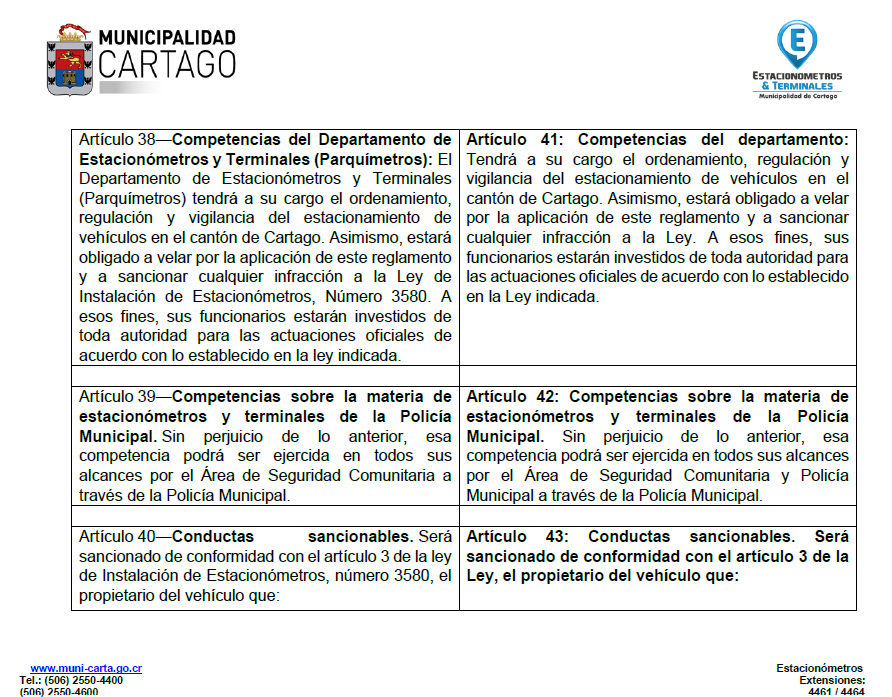 MUNICIPALIDAD
CARTAGO
E
ESTACIONOMETROS
& TERMINALES
Municipalidad de Cartago
Artículo 38—Competencias del Departamento de
Estacionómetros y Terminales (Parquímetros): El
Departamento de Estacionómetros y Terminales
(Parquímetros) tendrá a su cargo el ordenamiento,
regulación y vigilancia del estacionamiento de
vehículos en el cantón de Cartago. Asimismo, estará
obligado a velar por la aplicación de este reglamento
y a sancionar cualquier infracción a la Ley de
Instalación de Estacionómetros, Número 3580. A
esos fines, sus funcionarios estarán investidos de
toda autoridad para las actuaciones oficiales de
acuerdo con lo establecido en la ley indicada.
Artículo 41: Competencias del departamento:
Tendrá a su cargo el ordenamiento, regulación y
vigilancia del estacionamiento de vehículos en el
cantón de Cartago. Asimismo, estará obligado a velar
por la aplicación de este reglamento y a sancionar
cualquier infracción a la Ley. A esos fines, sus
funcionarios estarán investidos de toda autoridad para
las actuaciones oficiales de acuerdo con lo establecido
en la Ley indicada.
Artículo 39—Competencias sobre la materia de
estacionómetros y terminales de la Policía
Municipal. Sin perjuicio de lo anterior, esa
competencia podrá ser ejercida en todos sus
alcances por el Área de Seguridad Comunitaria a
través de la Policía Municipal.
Artículo 42: Competencias sobre la materia de
estacionómetros y terminales de la Policía
Municipal. Sin perjuicio de lo anterior, esa
competencia podrá ser ejercida en todos sus alcances
por el Área de Seguridad Comunitaria y Policía
Municipal a través de la Policía Municipal.
Artículo 40—Conductas sancionables. Será
sancionado de conformidad con el artículo 3 de la ley
de Instalación de Estacionómetros, número 3580, el
propietario del vehículo que:
Artículo 43: Conductas sancionables. Será
sancionado de conformidad con el artículo 3 de la
Ley, el propietario del vehículo que:
www.muni-carta.go.cr
Tel.: (506) 2550-4400
(506) 2550-4600
Estacionómetros
Extensiones:
4461 / 4464